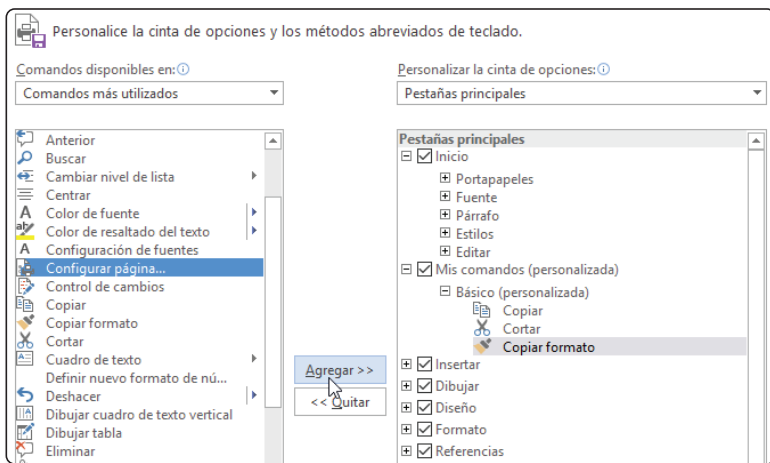 Personalice la cinta de opciones y los métodos abreviados de teclado.
Comandos disponibles en:
Comandos más utilizados
Anterior
Buscar
Cambiar nivel de lista
Centrar
Color de fuente
Color de resaltado del texto
Configuración de fuentes
Configurar página...
Control de cambios
Copiar
Copiar formato
Cortar
Cuadro de texto
Definir nuevo formato de nú...
Deshacer
Dibujar cuadro de texto vertical
Dibujar tabla
Eliminar
Agregar >>
<< Quitar
Personalizar la cinta de opciones:
Pestañas principales
Pestañas principales
Inicio
Portapapeles
Fuente
Párrafo
Estilos
Editar
Mis comandos (personalizada)
Básico (personalizada)
Copiar
Cortar
Copiar formato
Insertar
Dibujar
Diseño
Formato
Referencias